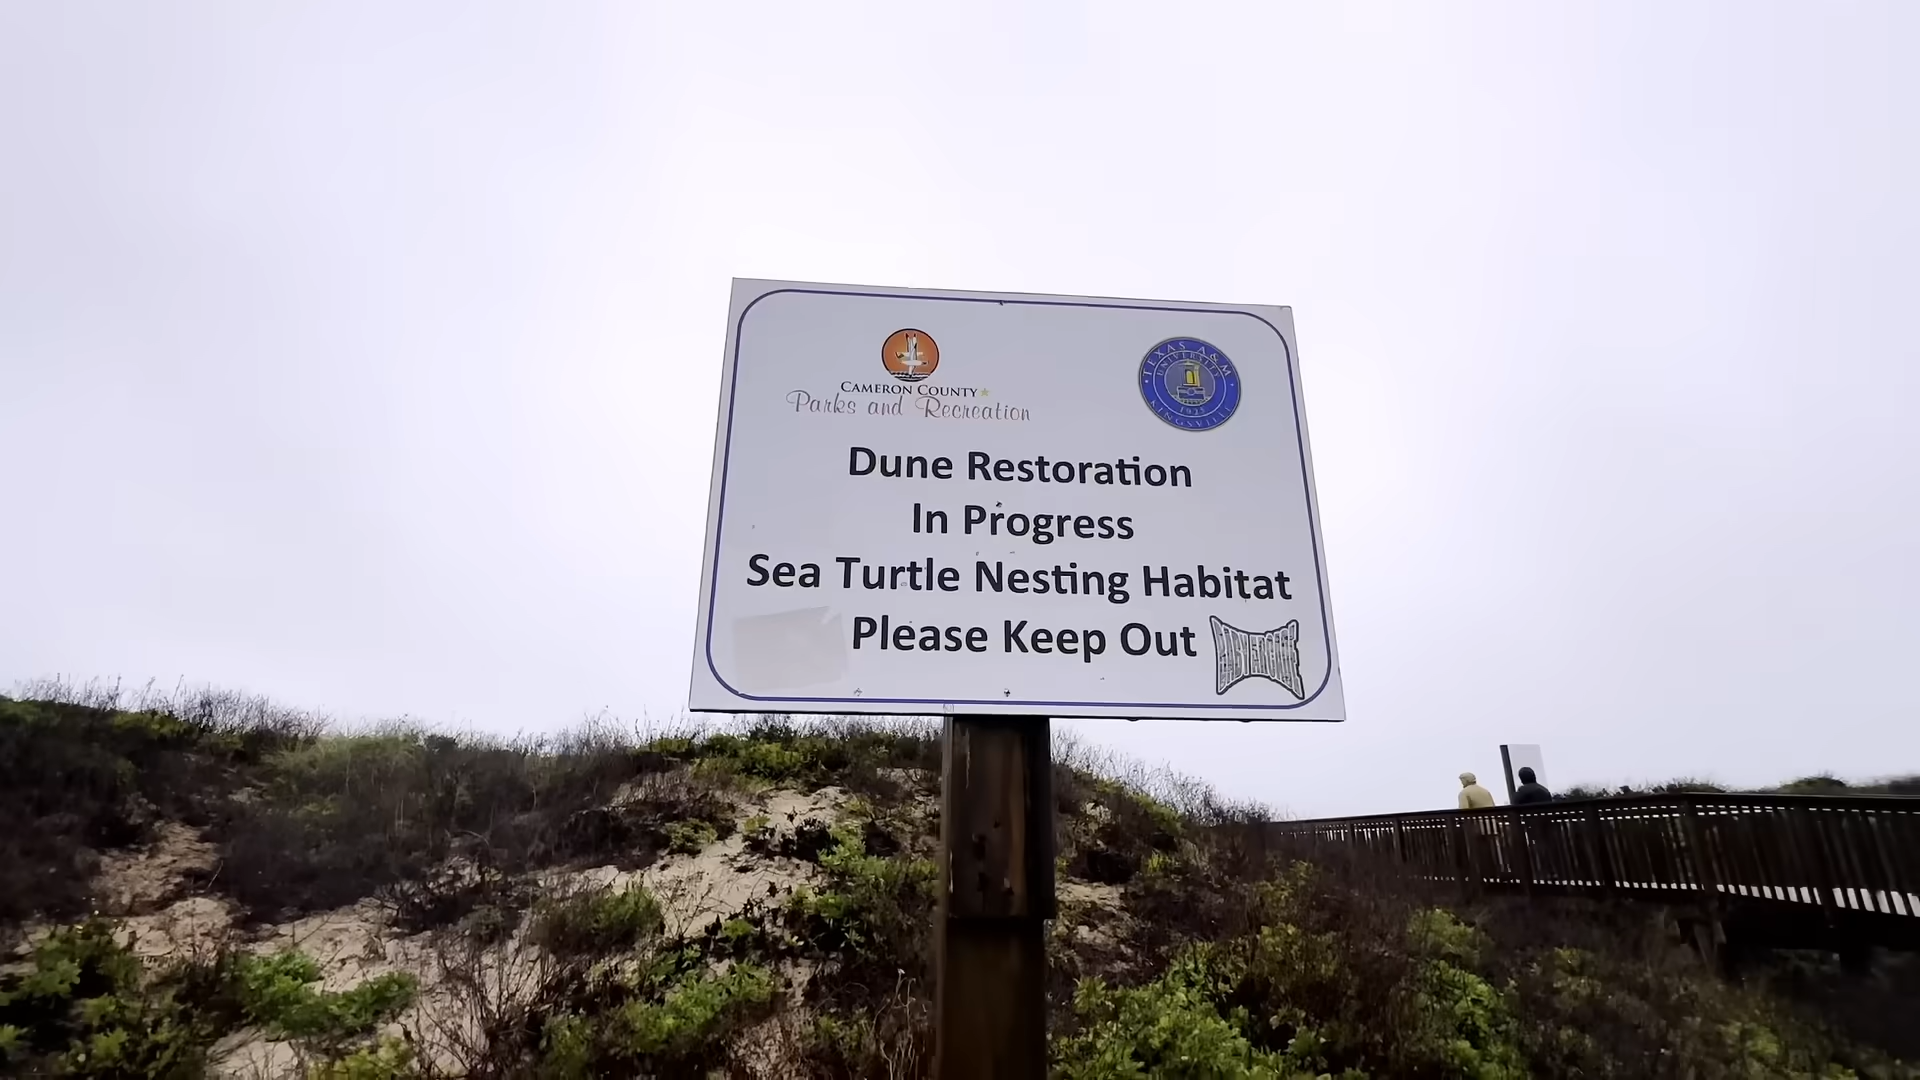 CAMERON COUNTY
Parks and Recreation
TEXAS A&M
UNIVERSITY
1925
KINGSVILLE
Dune Restoration
In Progress
Sea Turtle Nesting Habitat
Please Keep Out